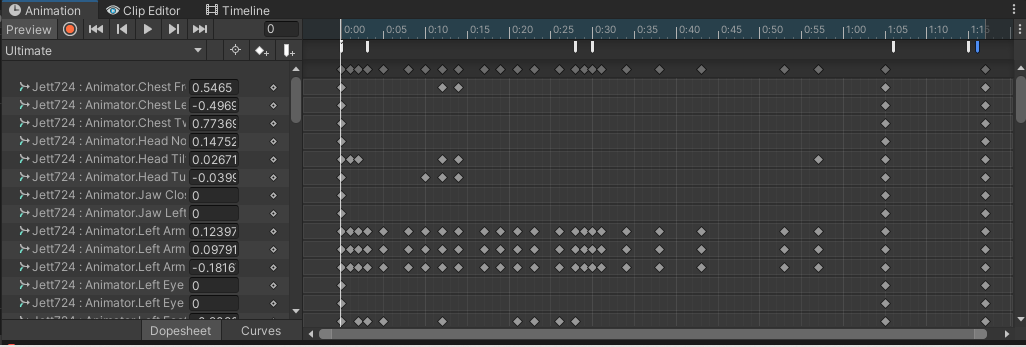 Animation Clip Editor Timeline
Preview 0 0:00 0:05 0:10 0:15 0:20 0:25 0:30 0:35 0:40 0:45 0:50 0:55 1:00 1:05 1:10 1:15
Ultimate
Jett724 : Animator.Chest Fr 0.5465
Jett724 : Animator.Chest Le -0.4969
Jett724 : Animator.Chest Tw 0.77369
Jett724 : Animator.Head No 0.14752
Jett724 : Animator.Head Til 0.02671
Jett724 : Animator.Head Tu -0.0399
Jett724 : Animator.Jaw Clos 0
Jett724 : Animator.Jaw Left 0
Jett724 : Animator.Left Arm 0.12397
Jett724 : Animator.Left Arm 0.09791
Jett724 : Animator.Left Arm -0.1816
Jett724 : Animator.Left Eye 0
Jett724 : Animator.Left Eye 0
Dopesheet Curves